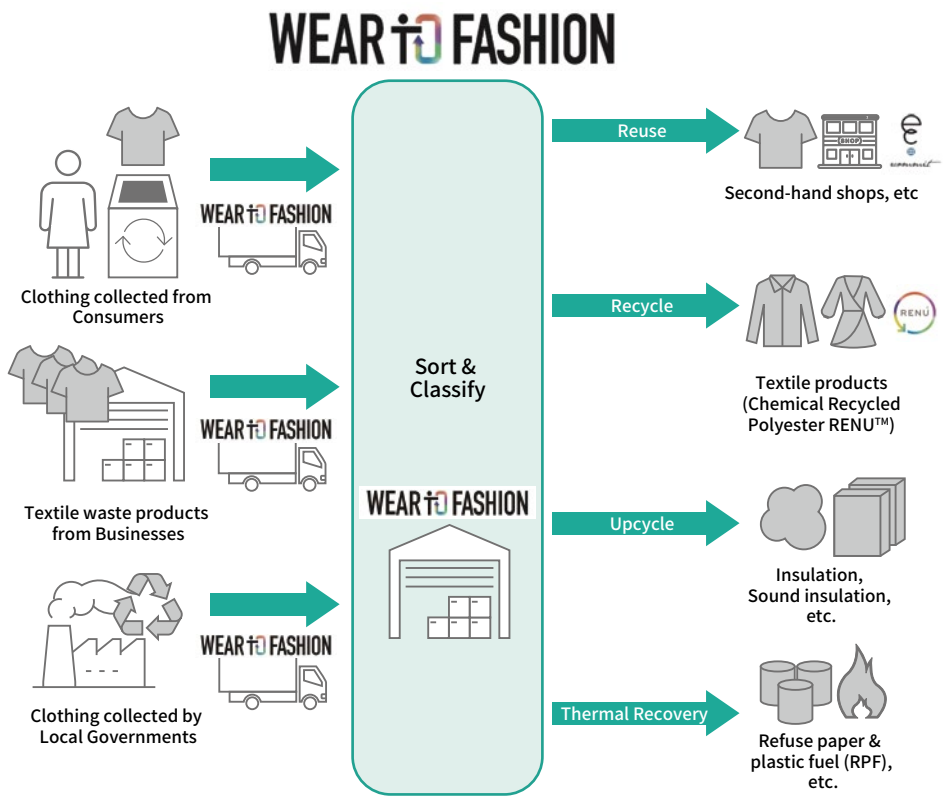 WEAR TO FASHION
WEAR TO FASHION
Clothing collected from
Consumers
WEAR TO FASHION
Textile waste products
from Businesses
WEAR TO FASHION
Clothing collected by
Local Governments
Sort &
Classify
WEAR TO FASHION
Reuse
SHOP
ecommit
Second-hand shops, etc
Recycle
RENU
Textile products
(Chemical Recycled
Polyester RENU™)
Upcycle
Insulation,
Sound insulation,
etc.
Thermal Recovery
Refuse paper &
plastic fuel (RPF),
etc.